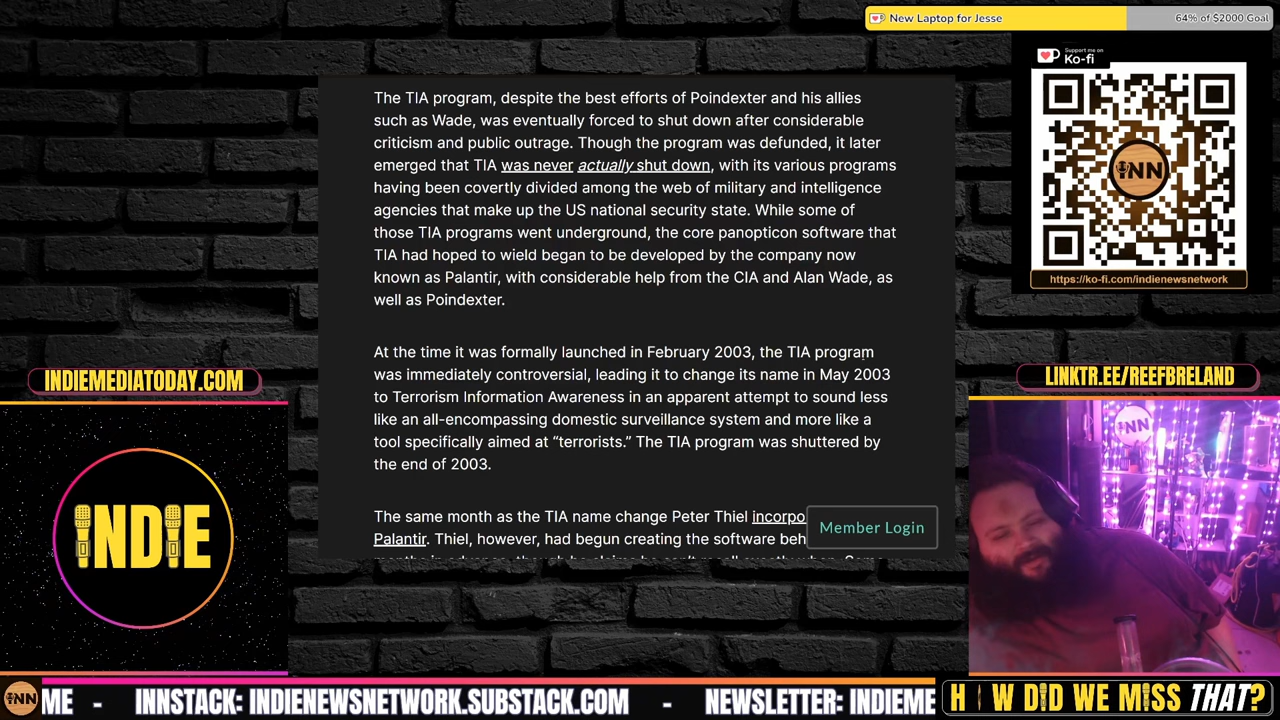 New Laptop for Jesse
64% of $2000 Goal
Support me on
Ko-fi
INN
https://ko-fi.com/indienewsnetwork
The TIA program, despite the best efforts of Poindexter and his allies
such as Wade, was eventually forced to shut down after considerable
criticism and public outrage. Though the program was defunded, it later
emerged that TIA was never actually shut down, with its various programs
having been covertly divided among the web of military and intelligence
agencies that make up the US national security state. While some of
those TIA programs went underground, the core panopticon software that
TIA had hoped to wield began to be developed by the company now
known as Palantir, with considerable help from the CIA and Alan Wade, as
well as Poindexter.
At the time it was formally launched in February 2003, the TIA program
was immediately controversial, leading it to change its name in May 2003
to Terrorism Information Awareness in an apparent attempt to sound less
like an all-encompassing domestic surveillance system and more like a
tool specifically aimed at “terrorists.” The TIA program was shuttered by
the end of 2003.
The same month as the TIA name change Peter Thiel incorpo
Palantir. Thiel, however, had begun creating the software beh
Member Login
INDIEMEDIATODAY.COM
INDIE
LINKTR.EE/REEFBRELAND
INN
INN
ME - INNSTACK: INDIENEWSNETWORK.SUBSTACK.COM - NEWSLETTER: INDIEME
HOW DID WE MISS THAT?